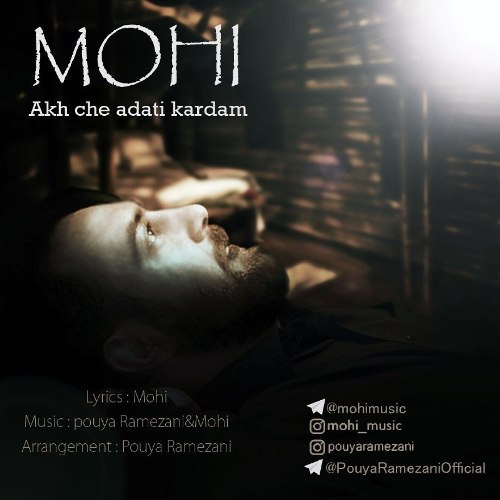 MOHI
Akh che adati kardam
Lyrics : Mohi
Music : pouya Ramezani&Mohi
Arrangement : Pouya Ramezani
@mohimusic
mohi_music
pouyaramezani
@PouyaRamezaniOfficial